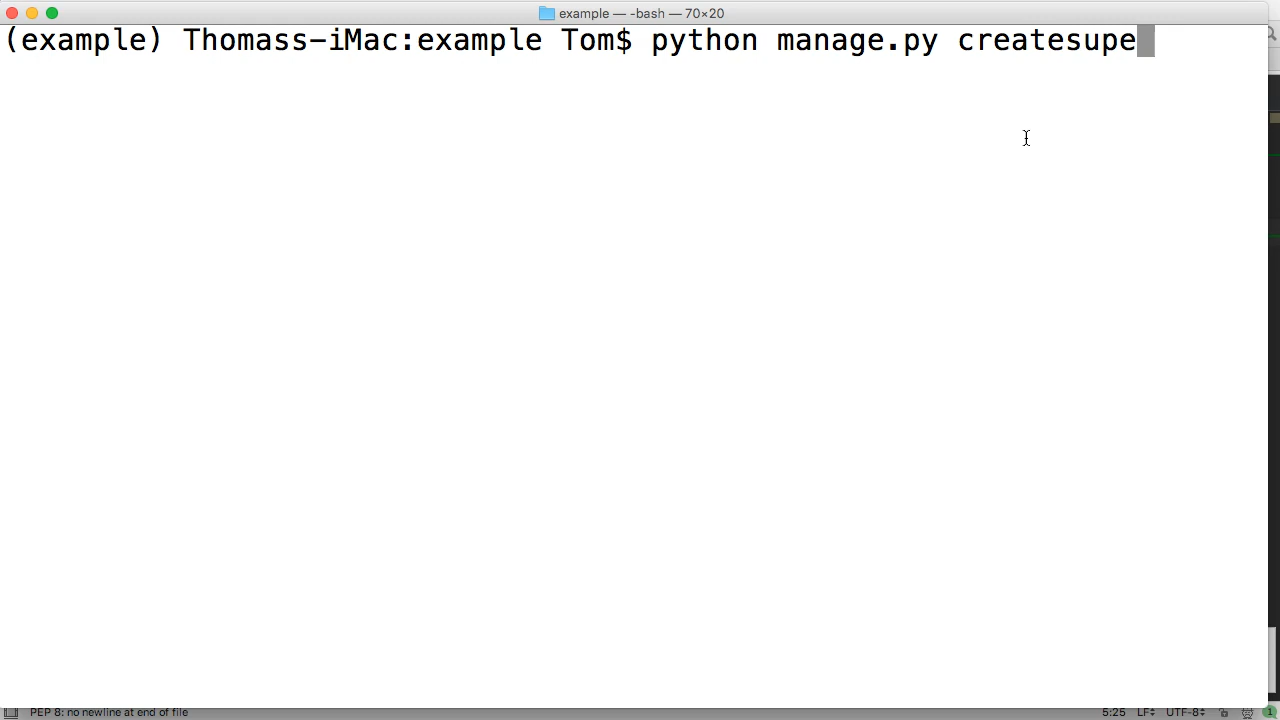 example — -bash — 70×20
(example) Thomass-iMac:example Tom$ python manage.py createsupe
PEP 8: no newline at end of file 5:25 LF÷ UTF-8÷ 1